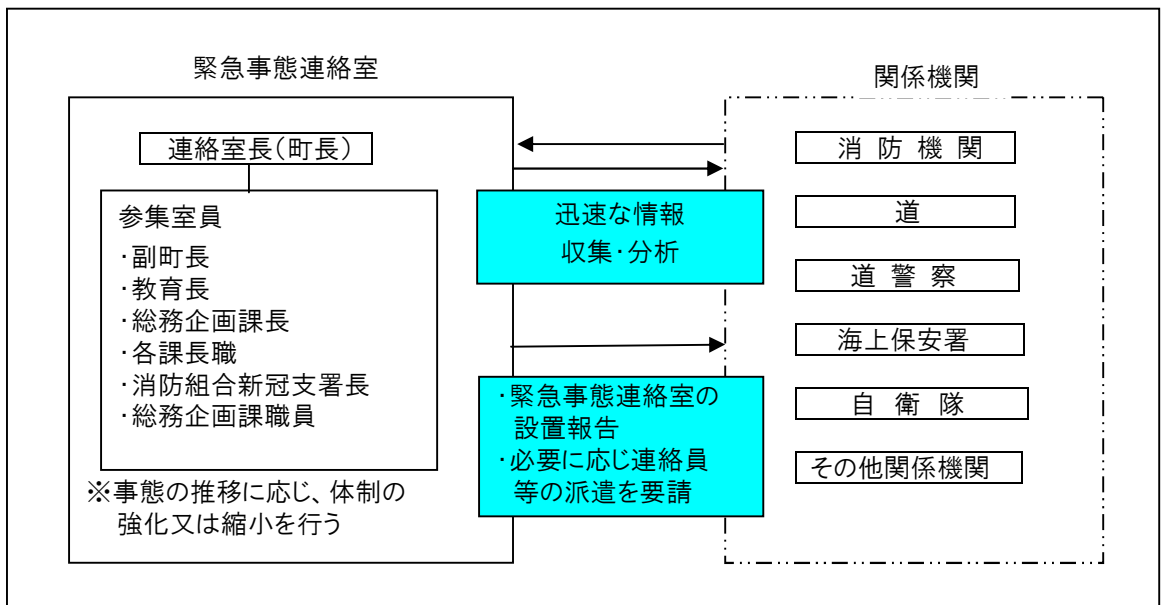 緊急事態連絡室
連絡室長(町長)
参集室員
・副町長
・教育長
・総務企画課長
・各課長職
・消防組合新冠支署長
・総務企画課職員
※事態の推移に応じ、体制の
強化又は縮小を行う
迅速な情報
収集・分析
・緊急事態連絡室の
設置報告
・必要に応じ連絡員
等の派遣を要請
関係機関
消防機関
道
道警察
海上保安署
自衛隊
その他関係機関